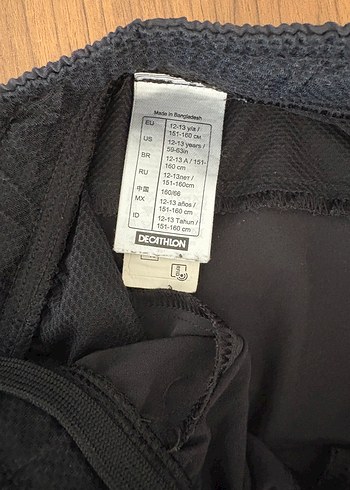 Made in Bangladesh
EU 12-13 y/a /
151-160 см
US 12-13 years /
59-63in
BR 12-13 A / 151-
160 cm
RU 12-13лет /
151-160cm
中国 160/66
MX 12-13 años /
151-160 cm
ID 12-13 Tahun /
151-160 cm
DECATHLON